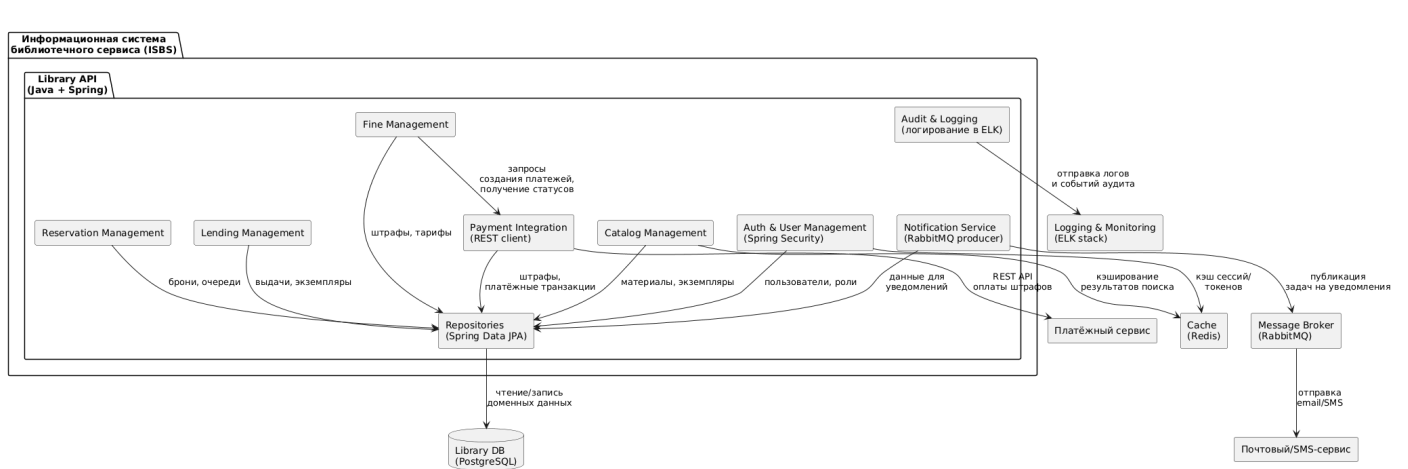 Информационная система
библиотечного сервиса (ISBS)
Library API
(Java + Spring)
Fine Management
Audit & Logging
(логирование в ELK)
запросы
создания платежей,
получение статусов
отправка логов
и событий аудита
Reservation Management
Lending Management
штрафы, тарифы
Payment Integration
(REST client)
Catalog Management
Auth & User Management
(Spring Security)
Notification Service
(RabbitMQ producer)
Logging & Monitoring
(ELK stack)
брони, очереди
выдачи, экземпляры
штрафы,
платёжные транзакции
материалы, экземпляры
пользователи, роли
данные для
уведомлений
REST API
оплаты штрафов
кэширование
результатов поиска
кэш сессий/
токенов
публикация
задач на уведомления
Repositories
(Spring Data JPA)
Платёжный сервис
Cache
(Redis)
Message Broker
(RabbitMQ)
чтение/запись
доменных данных
отправка
email/SMS
Library DB
(PostgreSQL)
Почтовый/SMS-сервис